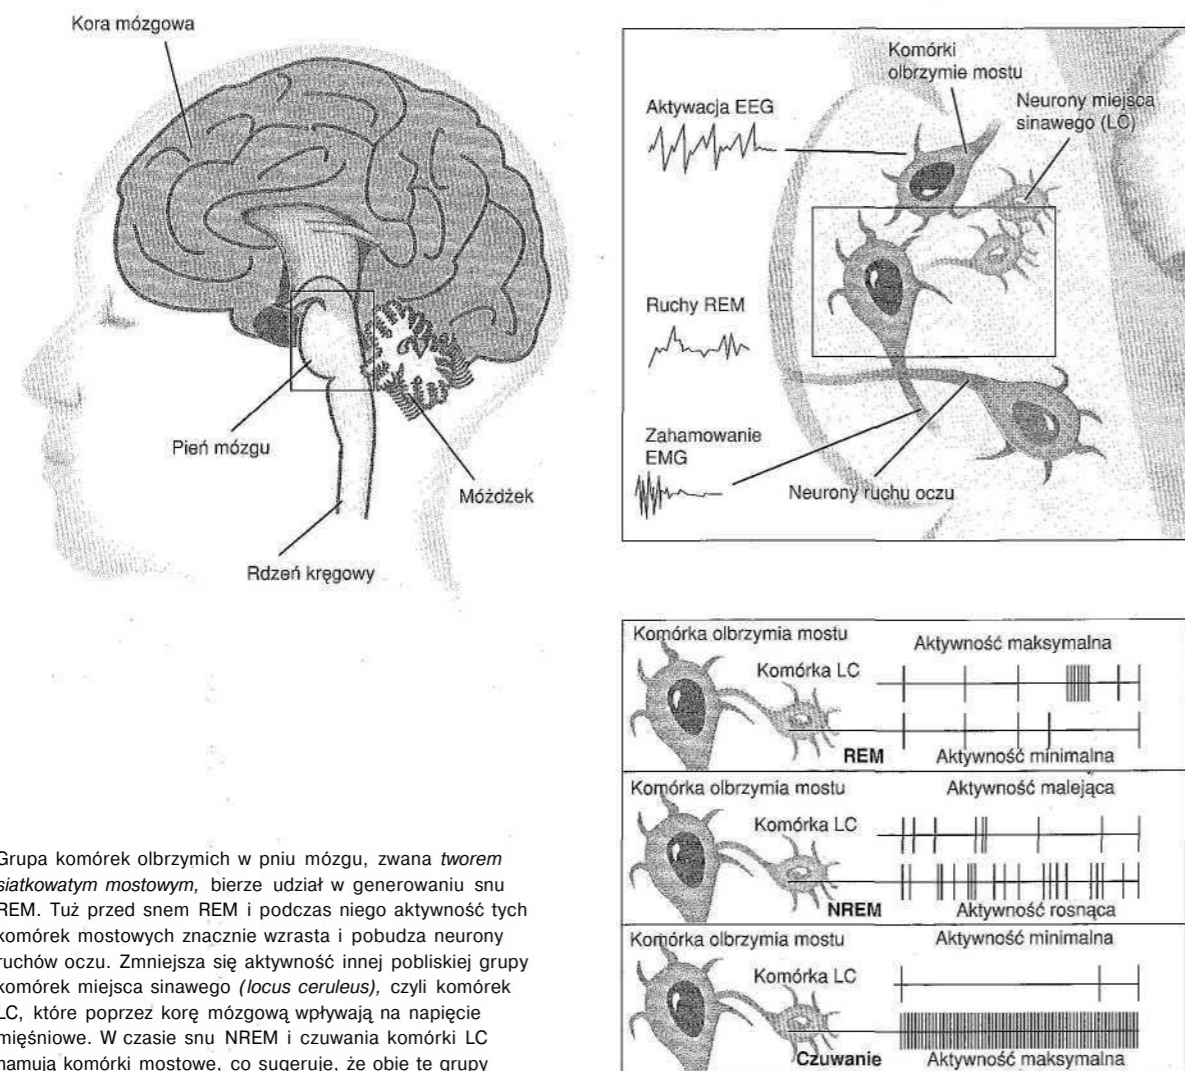 Kora mózgowa
Pień mózgu
Móżdżek
Rdzeń kręgowy
Komórki
olbrzymie mostu
Aktywacja EEG
Neurony miejsca
sinawego (LC)
Ruchy REM
Zahamowanie
EMG
Neurony ruchu oczu
Komórka olbrzymia mostu
Aktywność maksymalna
Komórka LC
REM
Aktywność minimalna
Komórka olbrzymia mostu
Aktywność malejąca
Komórka LC
NREM
Aktywność rosnąca
Komórka olbrzymia mostu
Aktywność minimalna
Komórka LC
Czuwanie
Aktywność maksymalna
Grupa komórek olbrzymich w pniu mózgu, zwana tworem
siatkowatym mostowym, bierze udział w generowaniu snu
REM. Tuż przed snem REM i podczas niego aktywność tych
komórek mostowych znacznie wzrasta i pobudza neurony
ruchów oczu. Zmniejsza się aktywność innej pobliskiej grupy
komórek miejsca sinawego (locus ceruleus), czyli komórek
LC, które poprzez korę mózgową wpływają na napięcie
mięśniowe. W czasie snu NREM i czuwania komórki LC
hamują komórki mostowe, co sugeruje, że obie te grupy